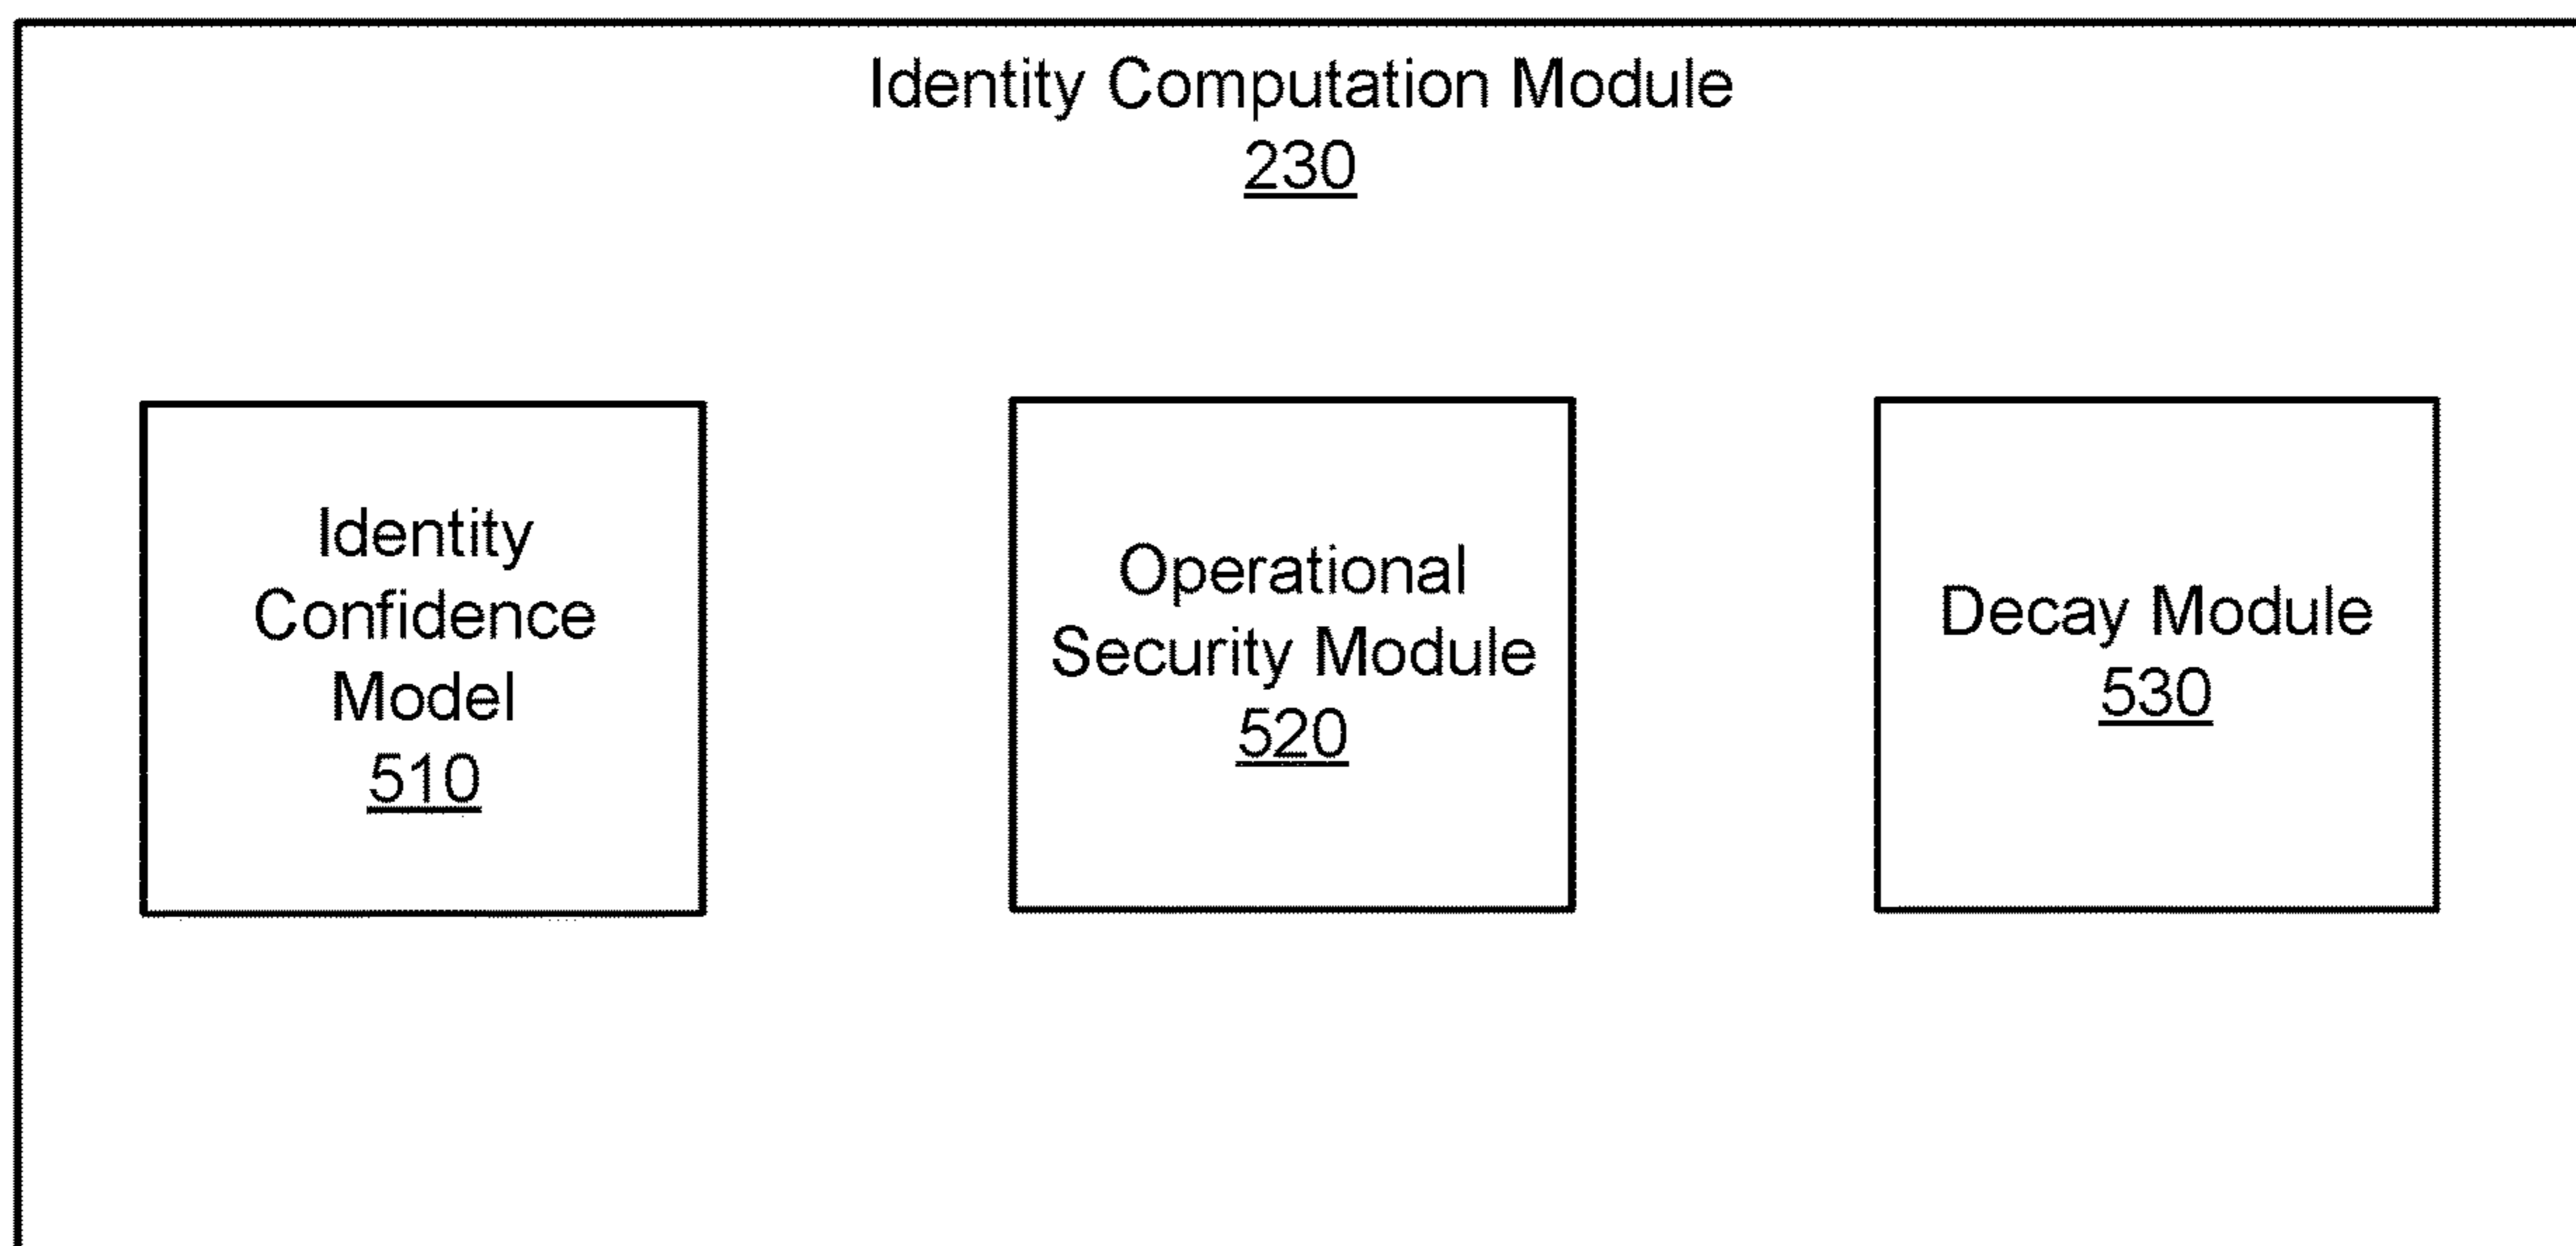 Identity Computation Module
230
Identity
Confidence
Model
510
Operational
Security Module
520
Decay Module
530